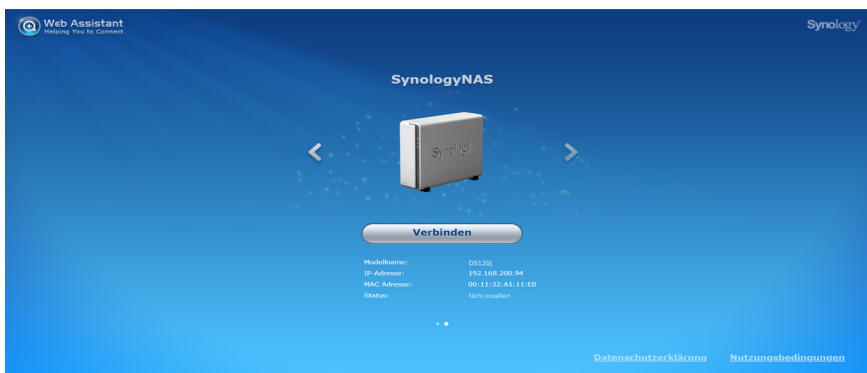 Web Assistant
Helping You to Connect
Synology
SynologyNAS
Synology
Verbinden
Modellname: DS120j
IP-Adresse: 192.168.200.94
MAC Adresse: 00:11:32:A1:11:EB
Status: Nicht installiert
Datenschutzerklärung Nutzungsbedingungen